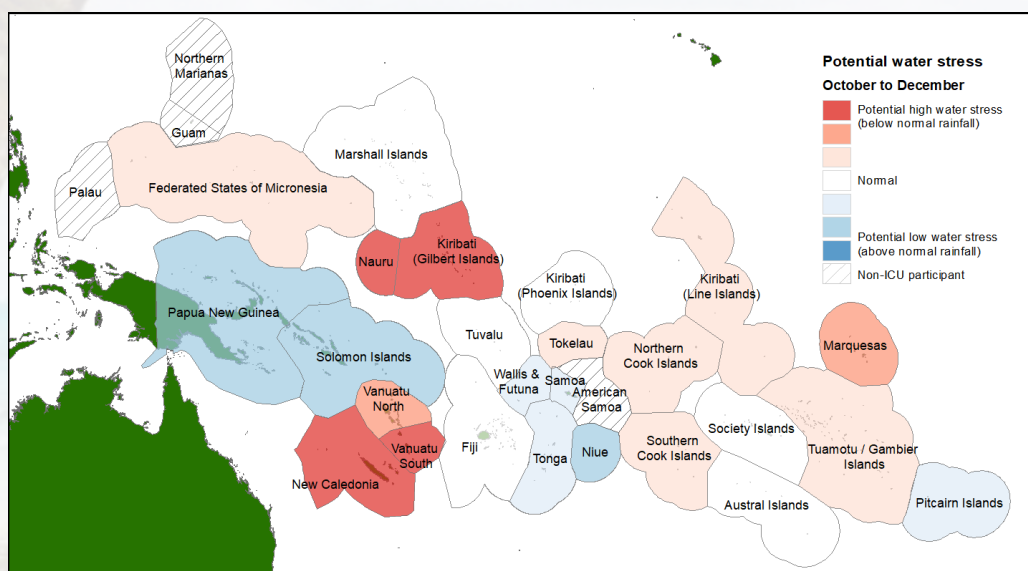 Northern
Marianas
Guam
Palau
Federated States of Micronesia
Marshall Islands
Nauru
Kiribati
(Gilbert Islands)
Kiribati
(Phoenix Islands)
Kiribati
(Line Islands)
Papua New Guinea
Solomon Islands
Tuvalu
Tokelau
Northern
Cook Islands
Marquesas
Wallis &
Futuna
Samoa
American
Samoa
Vanuatu
North
Vanuatu
South
New Caledonia
Fiji
Tonga
Niue
Southern
Cook Islands
Society Islands
Tuamotu / Gambier
Islands
Austral Islands
Pitcairn Islands
Potential water stress
October to December
Potential high water stress
(below normal rainfall)
Normal
Potential low water stress
(above normal rainfall)
Non-ICU participant